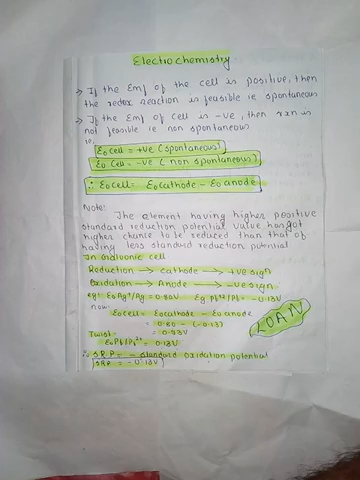 Electrochemistry
→ If the Emf of the cell is positive, then
the redox reaction is feasible ie spontaneous
→ If the Emf of cell is -ve, then rxn is
not feasible ie non spontaneous
ie.
E₀cell = +ve (spontaneous)
E₀ cell = -ve (non spontaneous)
∴ E₀cell = E₀cathode - E₀anode
Note:
The element having higher positive
standard reduction potential value has got
higher chance to be reduced than that of
having less standard reduction potential
In Galvonic cell
Reduction → cathode → +ve sign
Oxidation → Anode → -ve sign
eg: E₀Ag⁺/Ag = 0.80V Eg Pb²⁺/Pb = -0.13V
now,
E₀cell = E₀cathode - E₀anode
= 0.80 - (-0.13)
= 0.93V
Twist
E₀Pb/Pb²⁺ = 0.13V
∴ S.R.P = - standard oxidation potential
SRP = -0.13V
LOAN